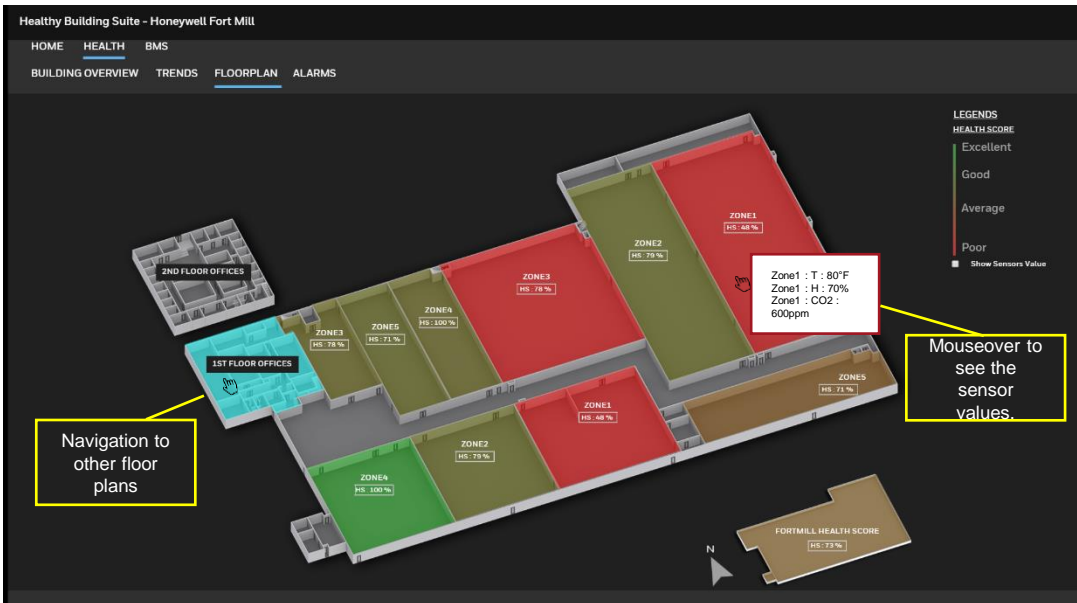 Healthy Building Suite - Honeywell Fort Mill
HOME HEALTH BMS
BUILDING OVERVIEW TRENDS FLOORPLAN ALARMS
LEGENDS
HEALTH SCORE
Excellent
Good
Average
Poor
Show Sensors Value
ZONE1
HS : 48 %
ZONE2
HS : 79 %
ZONE3
HS : 78 %
ZONE4
HS : 100 %
ZONE5
HS : 71 %
ZONE3
HS : 78 %
2ND FLOOR OFFICES
1ST FLOOR OFFICES
Zone1 : T : 80°F
Zone1 : H : 70%
Zone1 : CO2 :
600ppm
Mouseover to
see the
sensor
values.
ZONE5
HS : 71 %
ZONE1
HS : 48 %
ZONE2
HS : 79 %
ZONE4
HS 100 %
Navigation to
other floor
plans
FORTMILL HEALTH SCORE
HS : 73 %
N